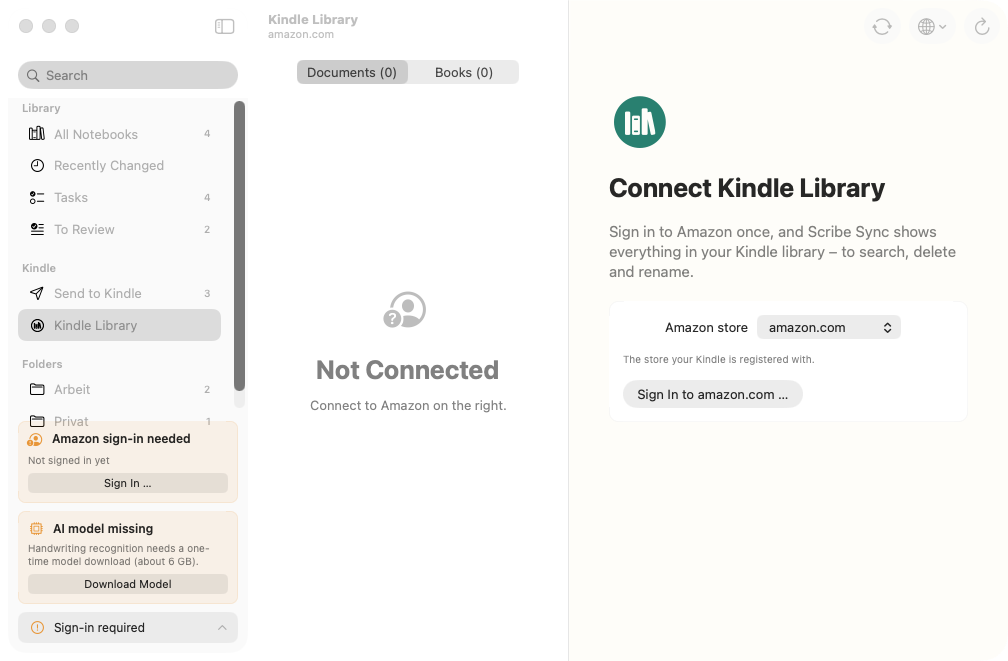 Search
Library
All Notebooks 4
Recently Changed
Tasks 4
To Review 2
Kindle
Send to Kindle 3
Kindle Library
Folders
Arbeit 2
Privat 1
Amazon sign-in needed
Not signed in yet
Sign In ...
AI model missing
Handwriting recognition needs a one-
time model download (about 6 GB).
Download Model
Sign-in required
Kindle Library
amazon.com
Documents (0) Books (0)
?
Not Connected
Connect to Amazon on the right.
Connect Kindle Library
Sign in to Amazon once, and Scribe Sync shows
everything in your Kindle library – to search, delete
and rename.
Amazon store amazon.com
The store your Kindle is registered with.
Sign In to amazon.com ...